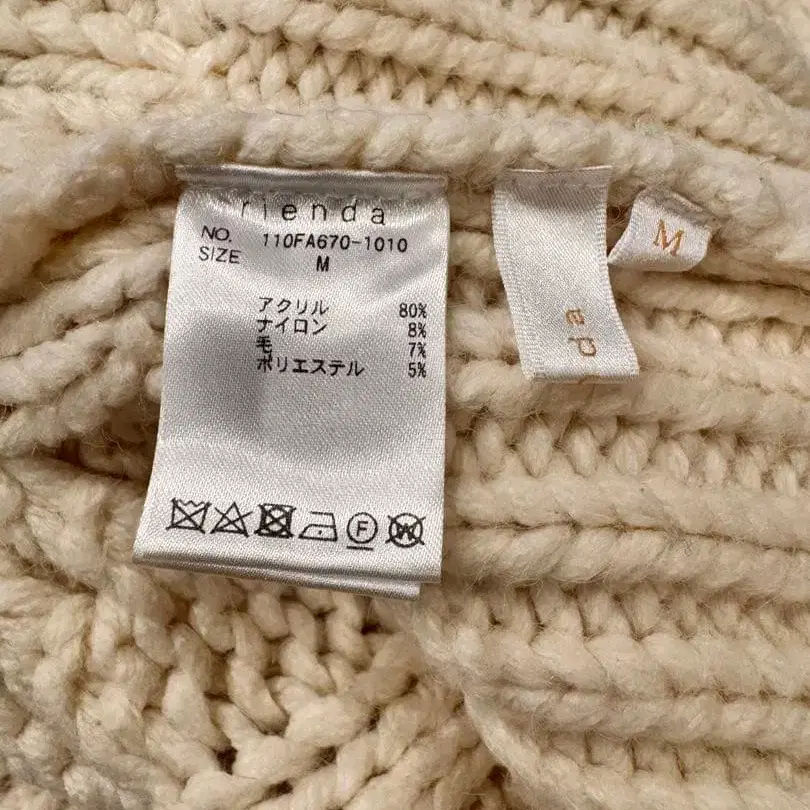 rienda
NO. 110FA670-1010
SIZE M
アクリル 80%
ナイロン 8%
毛 7%
ポリエステル 5%
F
W
da
M